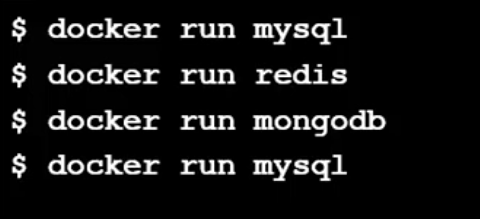 $ docker run mysql
$ docker run redis
$ docker run mongodb
$ docker run mysql